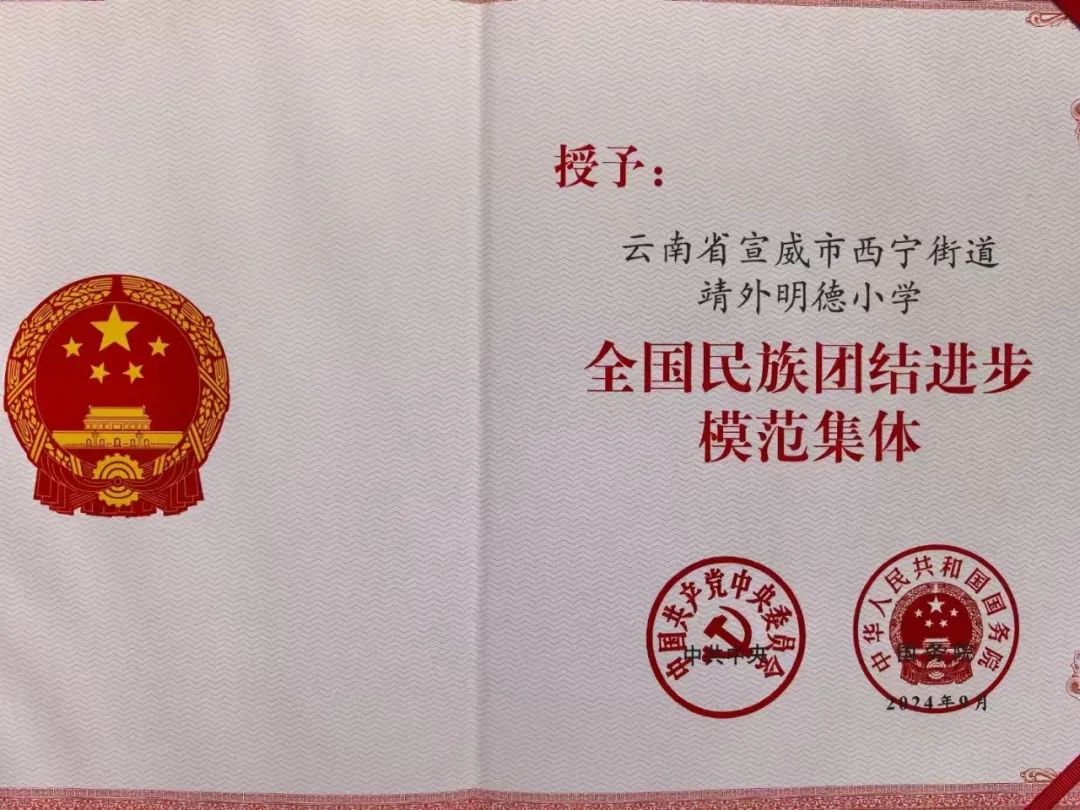 授予：
云南省宣威市西宁街道
靖外明德小学
全国民族团结进步
模范集体
中国共产党中央委员会
中共中央
中华人民共和国国务院
国务院
2024年9月